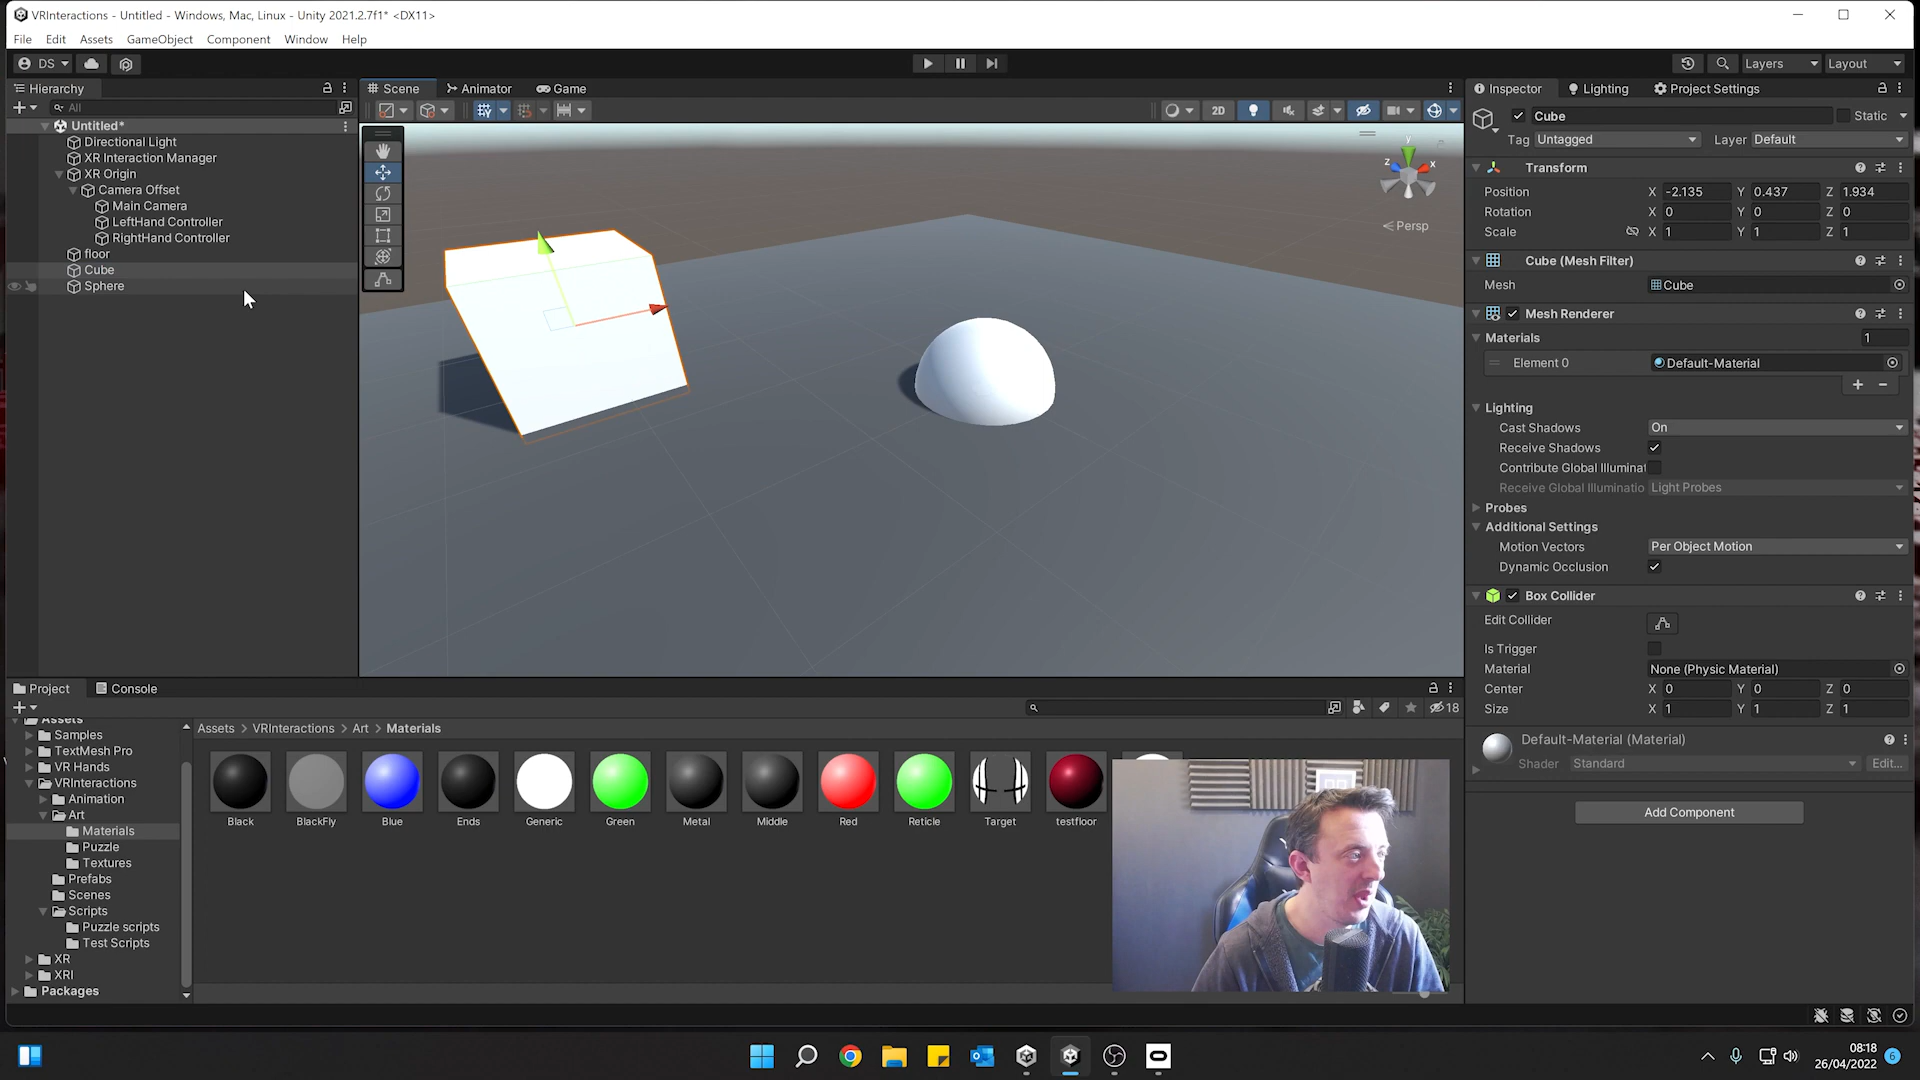 VRInteractions - Untitled - Windows, Mac, Linux - Unity 2021.2.7f1* <DX11>
File Edit Assets GameObject Component Window Help
DS Layers Layout
Hierarchy
All
Untitled*
Directional Light
XR Interaction Manager
XR Origin
Camera Offset
Main Camera
LeftHand Controller
RightHand Controller
floor
Cube
Sphere
Scene Animator Game
2D
y
z x
Persp
Inspector Lighting Project Settings
Cube Static
Tag Untagged Layer Default
Transform
Position X -2.135 Y 0.437 Z 1.934
Rotation X 0 Y 0 Z 0
Scale X 1 Y 1 Z 1
Cube (Mesh Filter)
Mesh Cube
Mesh Renderer
Materials 1
Element 0 Default-Material
Lighting
Cast Shadows On
Receive Shadows
Contribute Global Illuminat
Receive Global Illuminatio Light Probes
Probes
Additional Settings
Motion Vectors Per Object Motion
Dynamic Occlusion
Box Collider
Edit Collider
Is Trigger
Material None (Physic Material)
Center X 0 Y 0 Z 0
Size X 1 Y 1 Z 1
Default-Material (Material)
Shader Standard Edit...
Add Component
Project Console
18
Assets
Samples
TextMesh Pro
VR Hands
VRInteractions
Animation
Art
Materials
Puzzle
Textures
Prefabs
Scenes
Scripts
Puzzle scripts
Test Scripts
XR
XRI
Packages
Assets > VRInteractions > Art > Materials
Black BlackFly Blue Ends Generic Green Metal Middle Red Reticle Target testfloor
08:18
26/04/2022 6